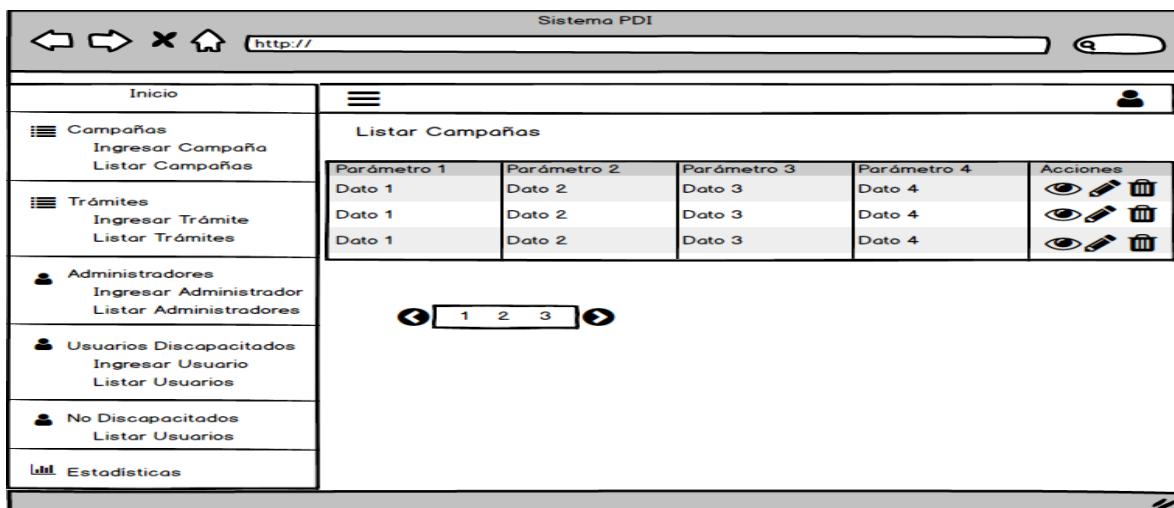 Sistema PDI
http://
Inicio
Campañas
Ingresar Campaña
Listar Campañas
Trámites
Ingresar Trámite
Listar Trámites
Administradores
Ingresar Administrador
Listar Administradores
Usuarios Discapacitados
Ingresar Usuario
Listar Usuarios
No Discapacitados
Listar Usuarios
Estadísticas
Listar Campañas
Parámetro 1 Parámetro 2 Parámetro 3 Parámetro 4 Acciones
Dato 1 Dato 2 Dato 3 Dato 4
Dato 1 Dato 2 Dato 3 Dato 4
Dato 1 Dato 2 Dato 3 Dato 4
1 2 3